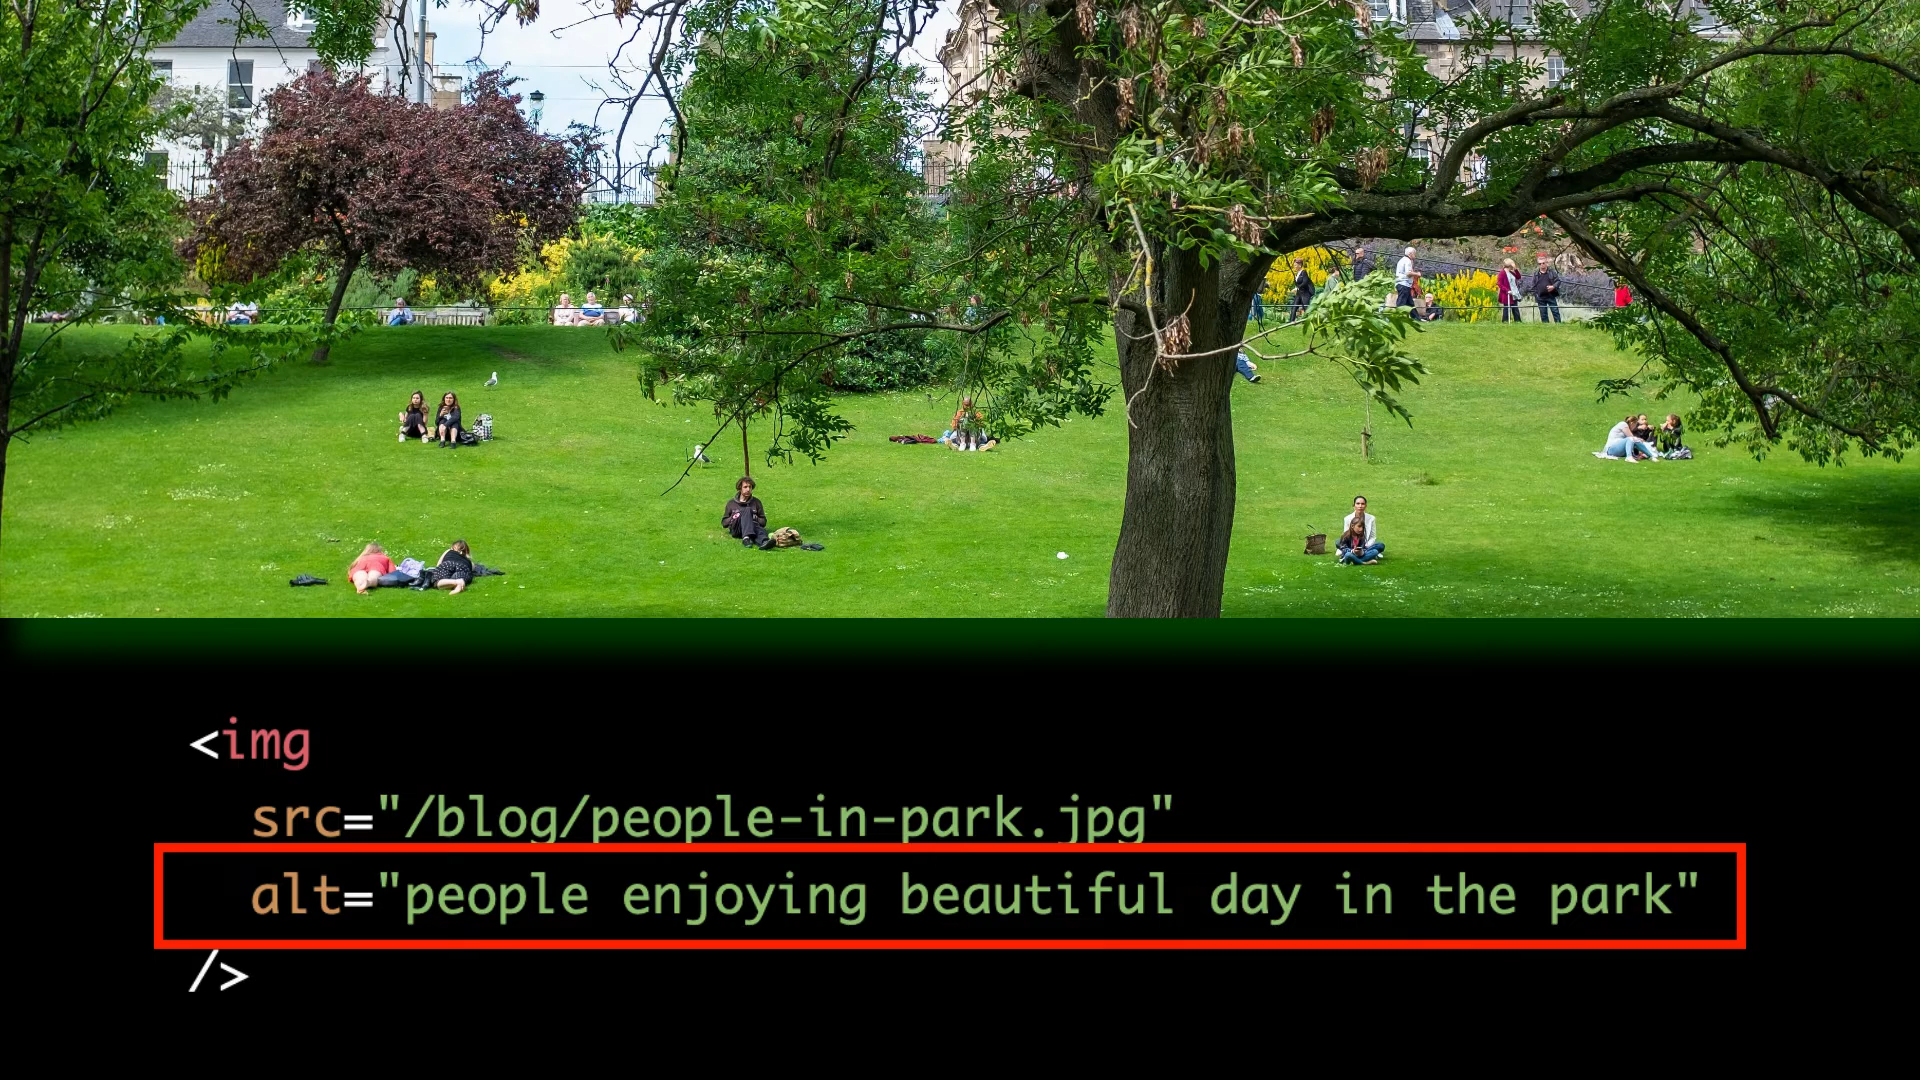 <img
src="/blog/people-in-park.jpg"
alt="people enjoying beautiful day in the park"
/>